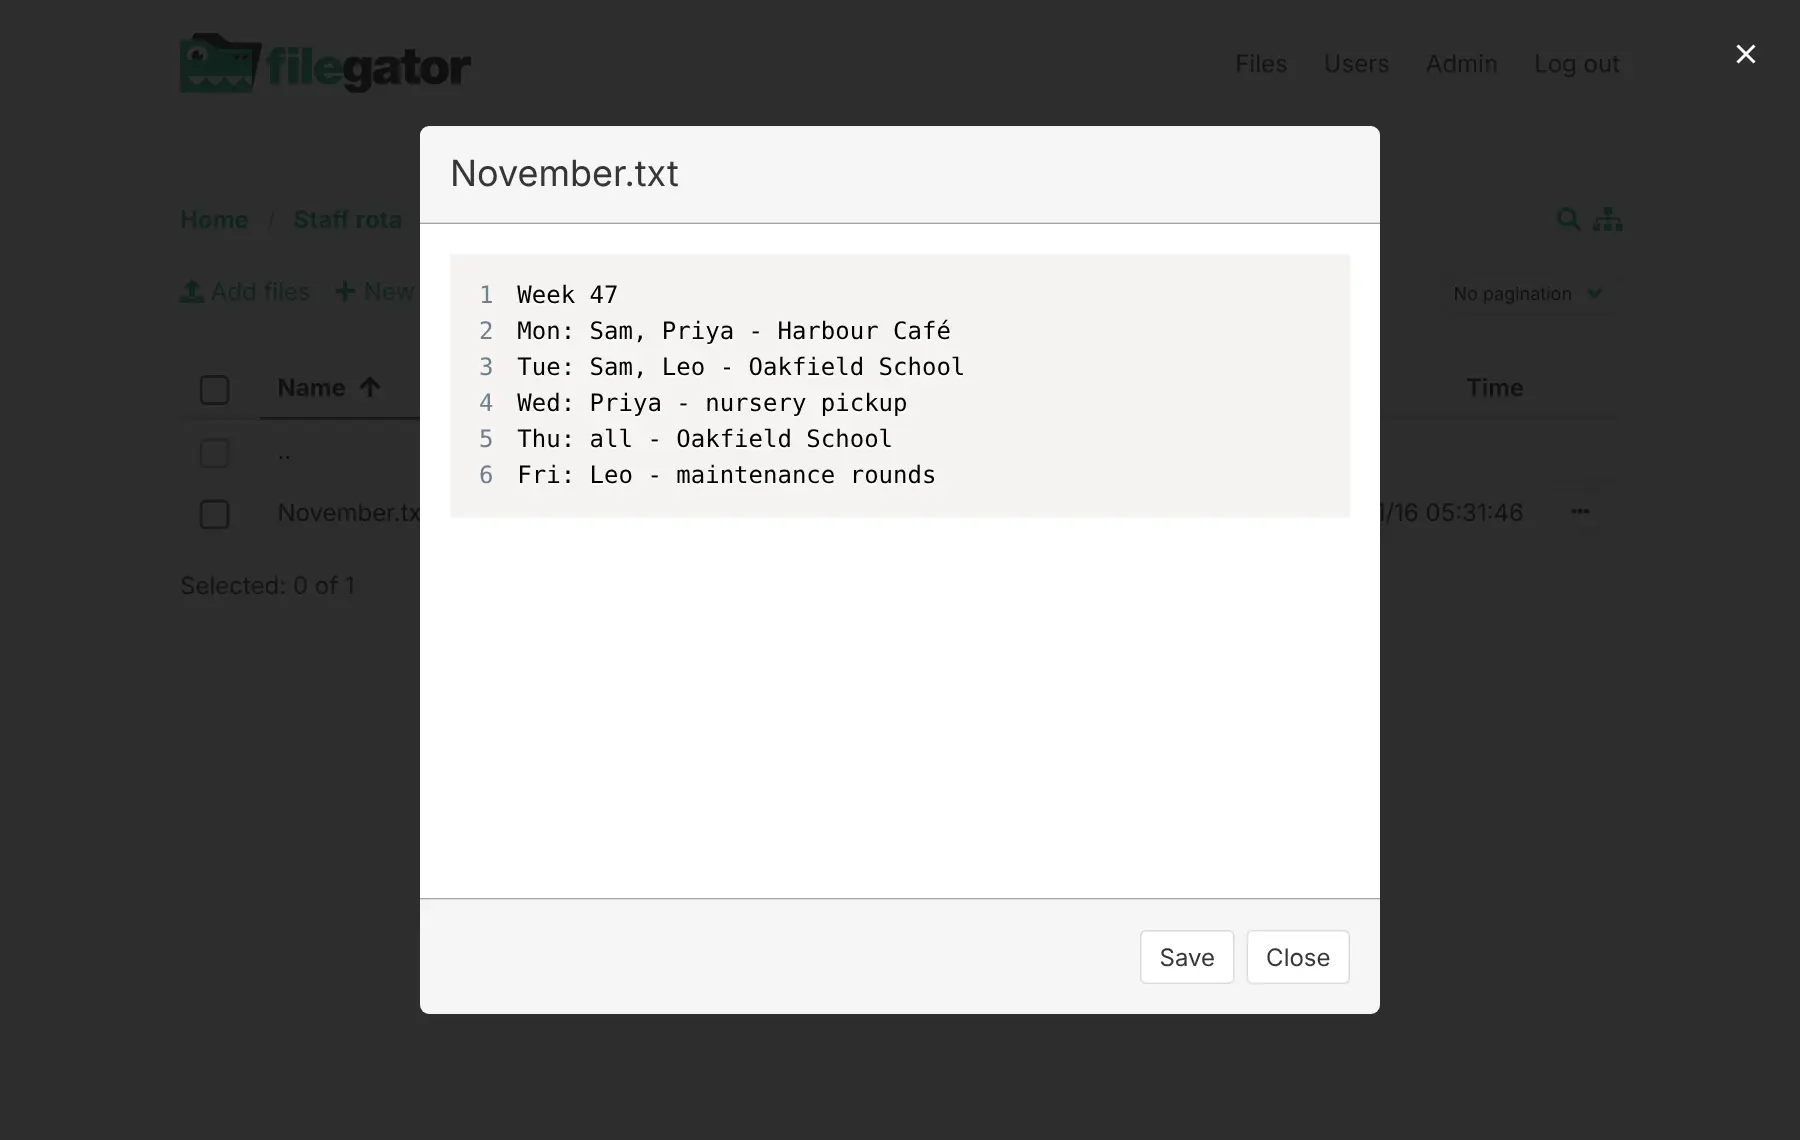 filegator
Files Users Admin Log out
November.txt
Home / Staff rota
Add files New
No pagination
1 Week 47
2 Mon: Sam, Priya - Harbour Café
3 Tue: Sam, Leo - Oakfield School
4 Wed: Priya - nursery pickup
5 Thu: all - Oakfield School
6 Fri: Leo - maintenance rounds
Name Time
..
November.tx /16 05:31:46
Selected: 0 of 1
Save Close